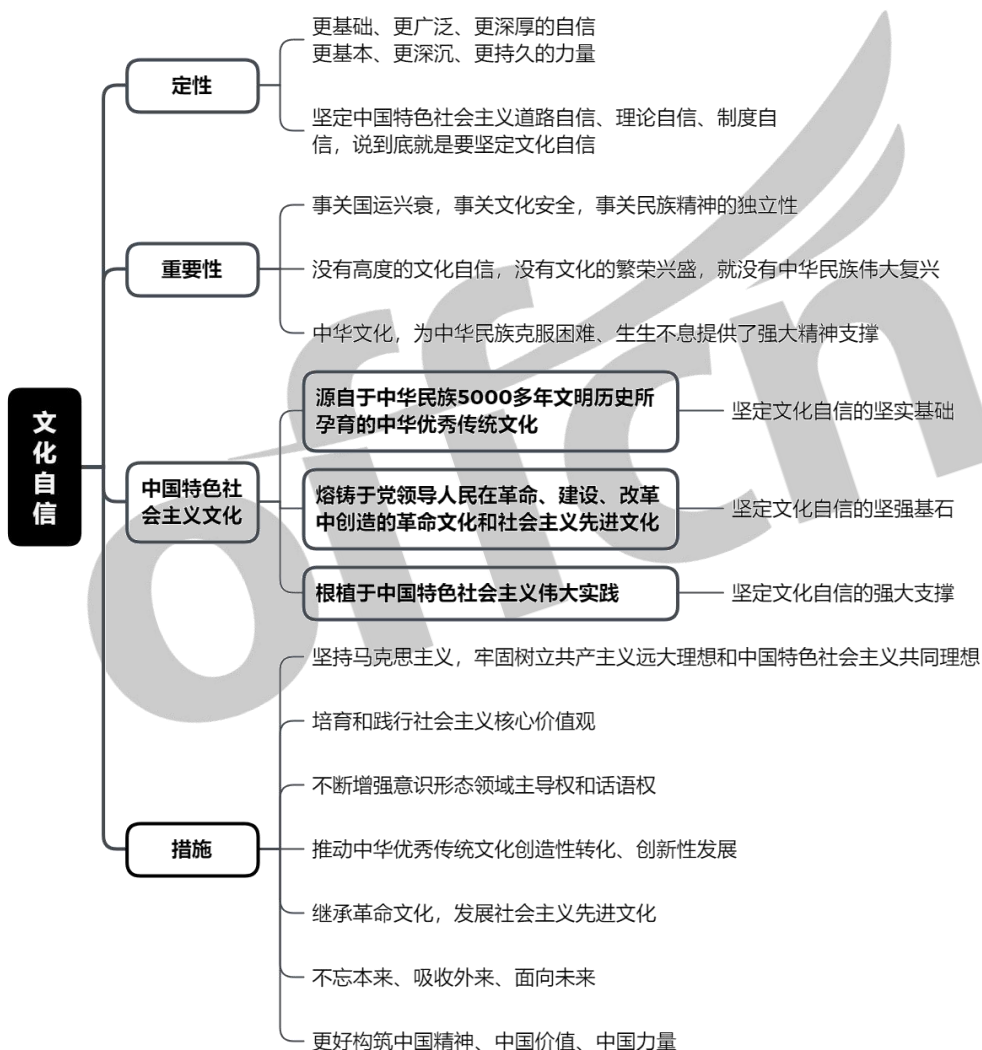 文化自信
定性
更基础、更广泛、更深厚的自信
更基本、更深沉、更持久的力量
坚定中国特色社会主义道路自信、理论自信、制度自
信，说到底就是要坚定文化自信
重要性
事关国运兴衰，事关文化安全，事关民族精神的独立性
没有高度的文化自信，没有文化的繁荣兴盛，就没有中华民族伟大复兴
中华文化，为中华民族克服困难、生生不息提供了强大精神支撑
中国特色社
会主义文化
源自于中华民族5000多年文明历史所
孕育的中华优秀传统文化
坚定文化自信的坚实基础
熔铸于党领导人民在革命、建设、改革
中创造的革命文化和社会主义先进文化
坚定文化自信的坚强基石
根植于中国特色社会主义伟大实践
坚定文化自信的强大支撑
措施
坚持马克思主义，牢固树立共产主义远大理想和中国特色社会主义共同理想
培育和践行社会主义核心价值观
不断增强意识形态领域主导权和话语权
推动中华优秀传统文化创造性转化、创新性发展
继承革命文化，发展社会主义先进文化
不忘本来、吸收外来、面向未来
更好构筑中国精神、中国价值、中国力量
offcn